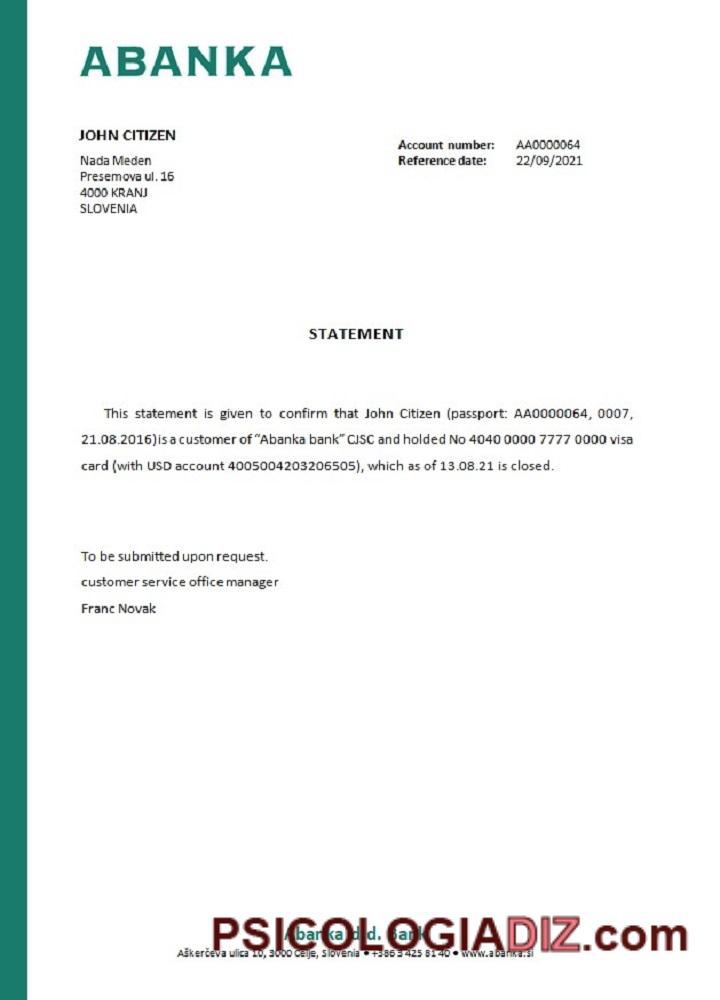 ABANKA
JOHN CITIZEN
Nada Meden
Presemova ul. 16
4000 KRANJ
SLOVENIA
Account number: AA0000064
Reference date: 22/09/2021
STATEMENT
This statement is given to confirm that John Citizen (passport: AA0000064, 0007,
21.08.2016)is a customer of “Abanka bank” CJSC and holded No 4040 0000 7777 0000 visa
card (with USD account 4005004203206505), which as of 13.08.21 is closed.
To be submitted upon request.
customer service office manager
Franc Novak
Abanka d.d. Bank
PSICOLOGIADIZ.com
Aškerčeva ulica 10, 3000 Celje, Slovenia • +386 3 425 81 40 • www.abanka.si